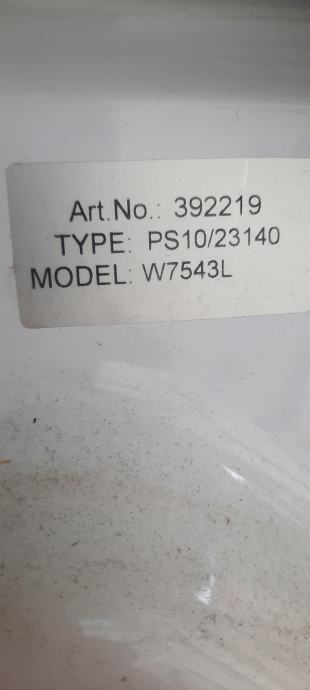 Art.No.: 392219
TYPE: PS10/23140
MODEL: W7543L